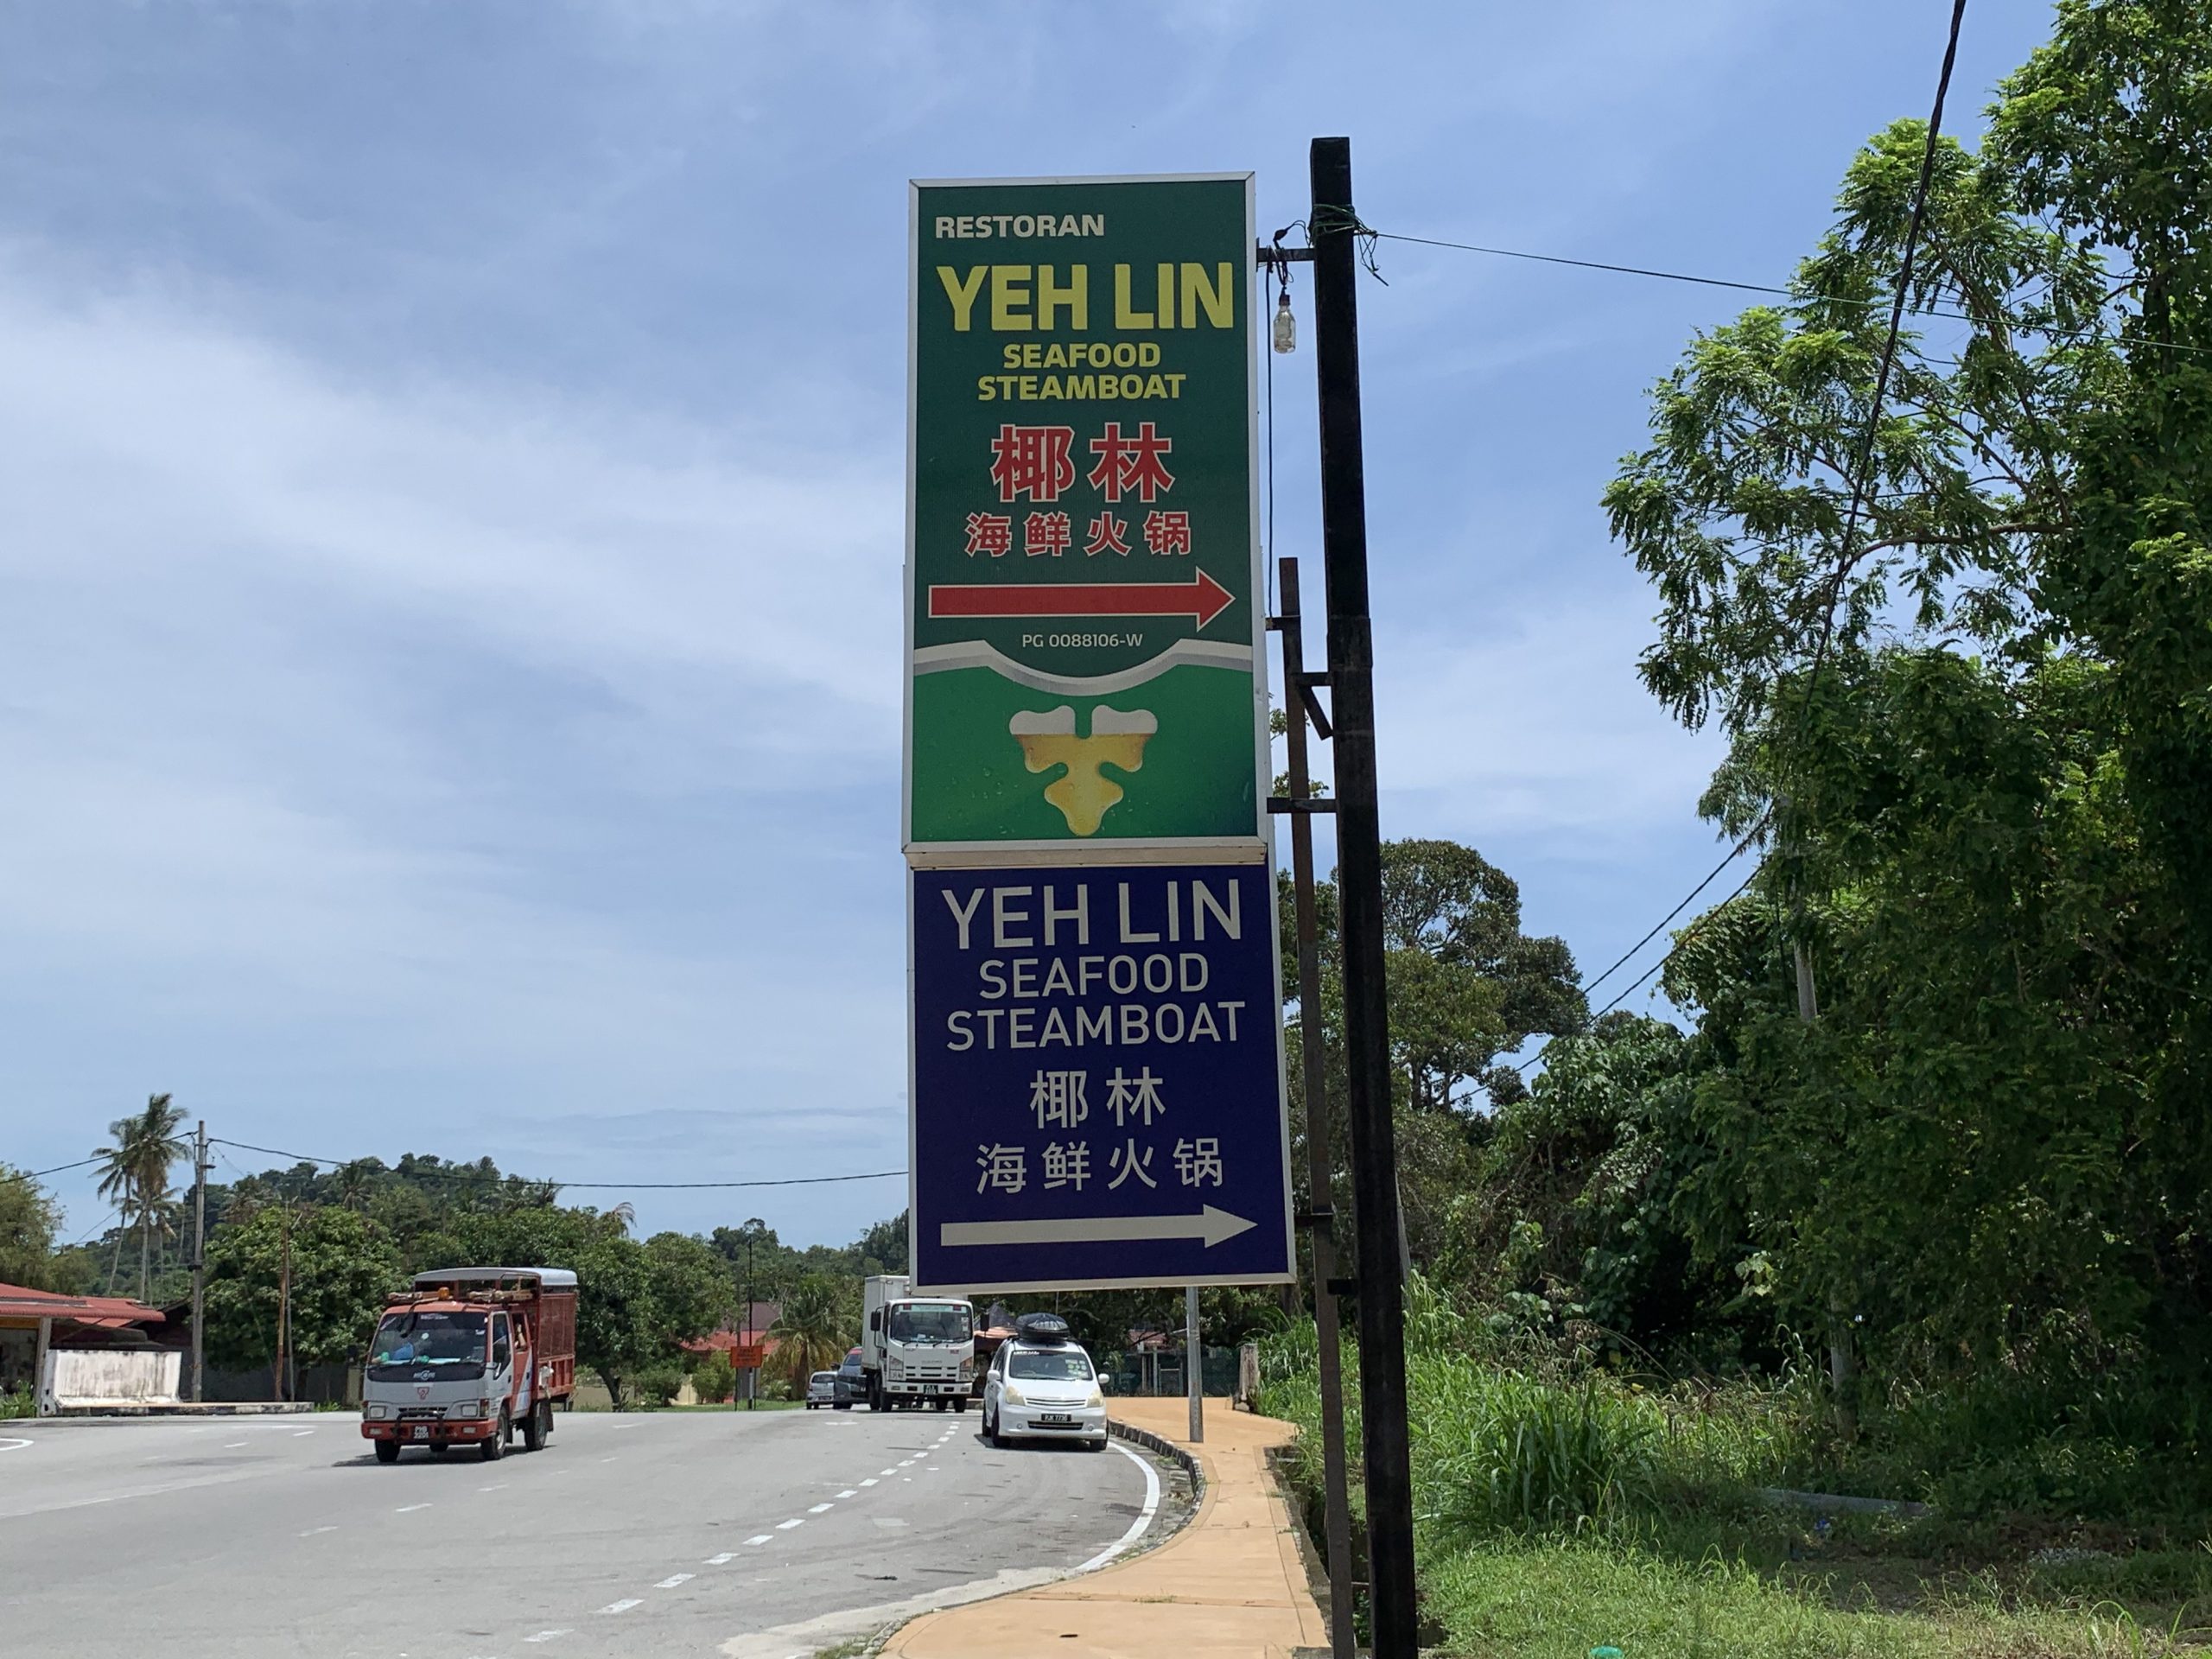 RESTORAN
YEH LIN
SEAFOOD
STEAMBOAT
椰林
海鲜火锅
PG 0088106-W
YEH LIN
SEAFOOD
STEAMBOAT
椰林
海鲜火锅